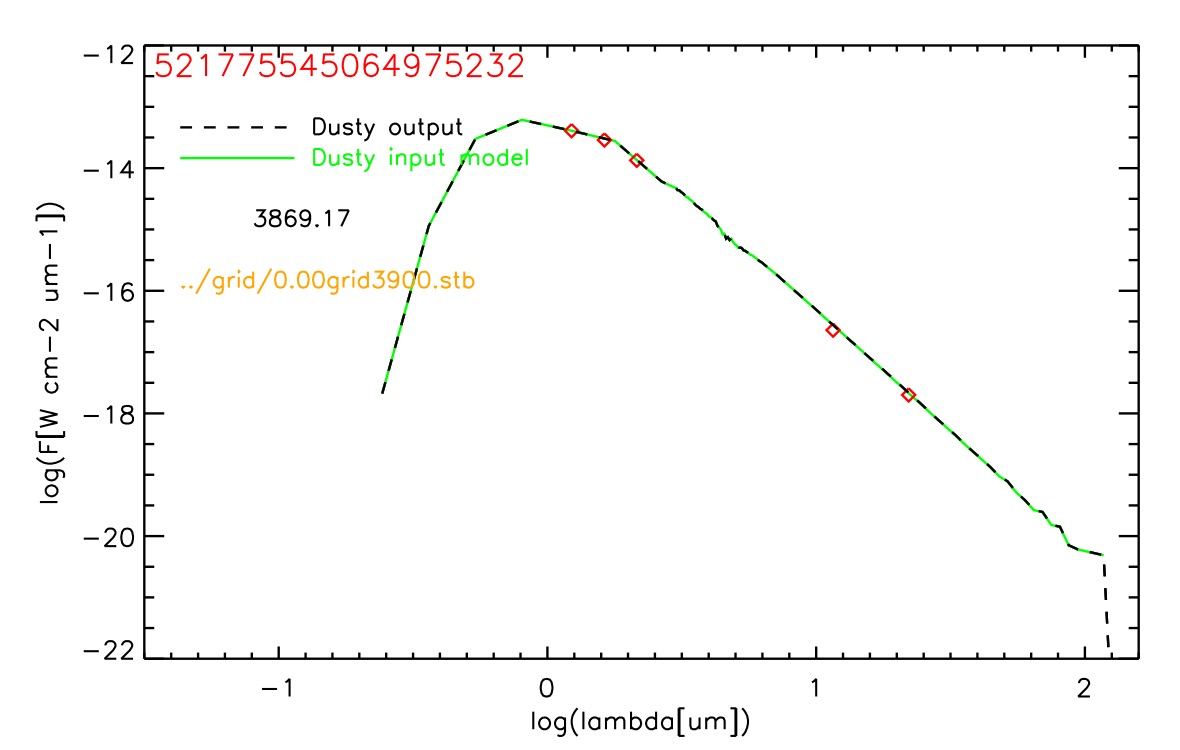 -12
521775545064975232
Dusty output
-14
Dusty input model
3869.17
-16
../grid/0.00grid3900.stb
-18
-20
-22
log(F[W cm-2 um-1])
-1 0 1 2
log(lambda[um])